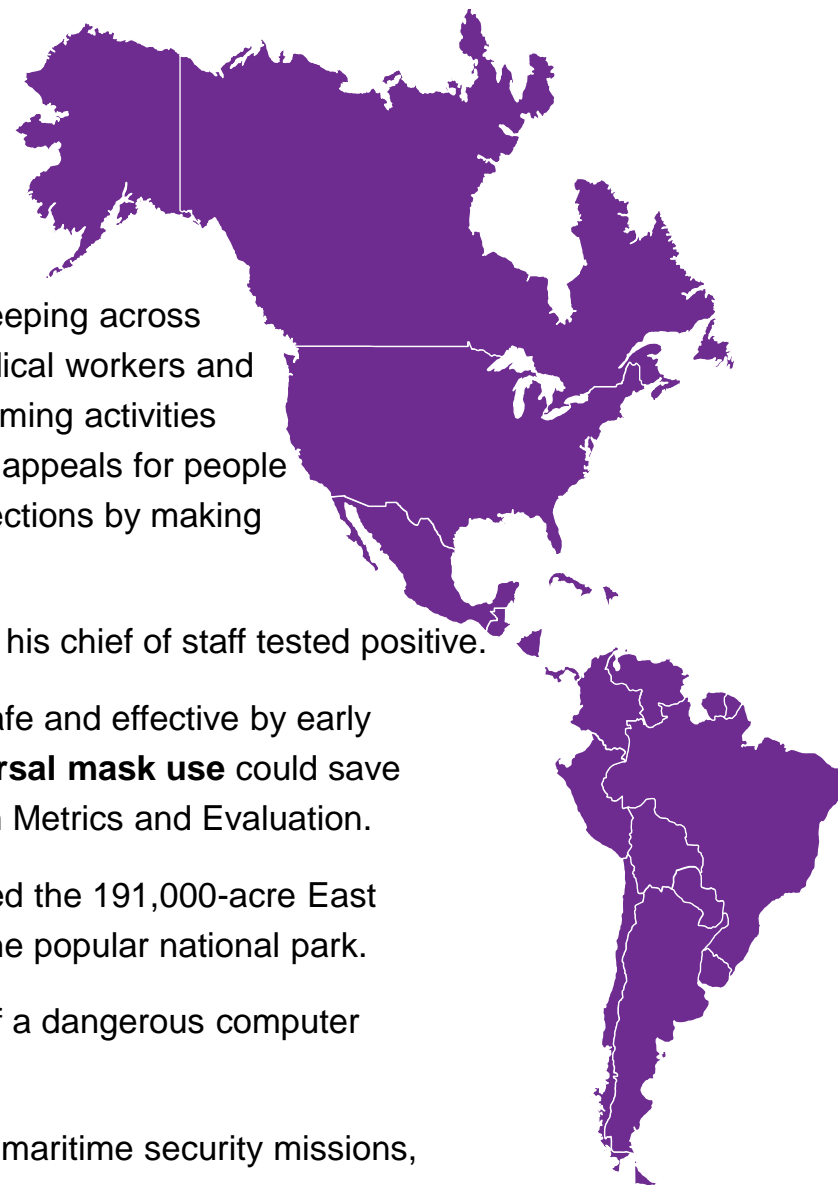 eeping across
lical workers and
ming activities
appeals for people
ections by making
his chief of staff tested positive.
afe and effective by early
rsal mask use could save
n Metrics and Evaluation.
ed the 191,000-acre East
he popular national park.
f a dangerous computer
maritime security missions,